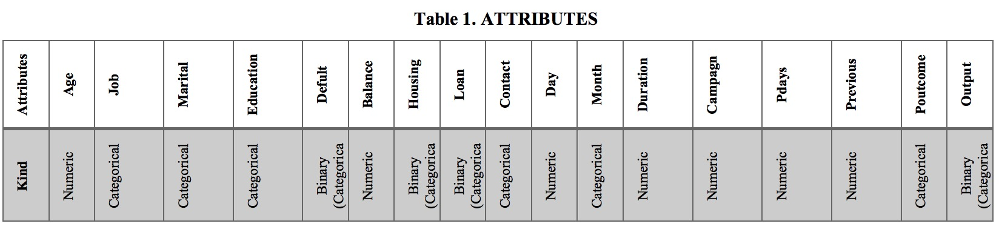 Table 1. ATTRIBUTES
Attributes
Age
Job
Marital
Education
Defult
Balance
Housing
Loan
Contact
Day
Month
Duration
Campagn
Pdays
Previous
Poutcome
Output
Kind
Numeric
Categorical
Categorical
Categorical
Binary
(Categorica
Numeric
Binary
(Categorica
Binary
(Categorica
Categorical
Numeric
Categorical
Numeric
Numeric
Numeric
Numeric
Categorical
Binary
(Categorica